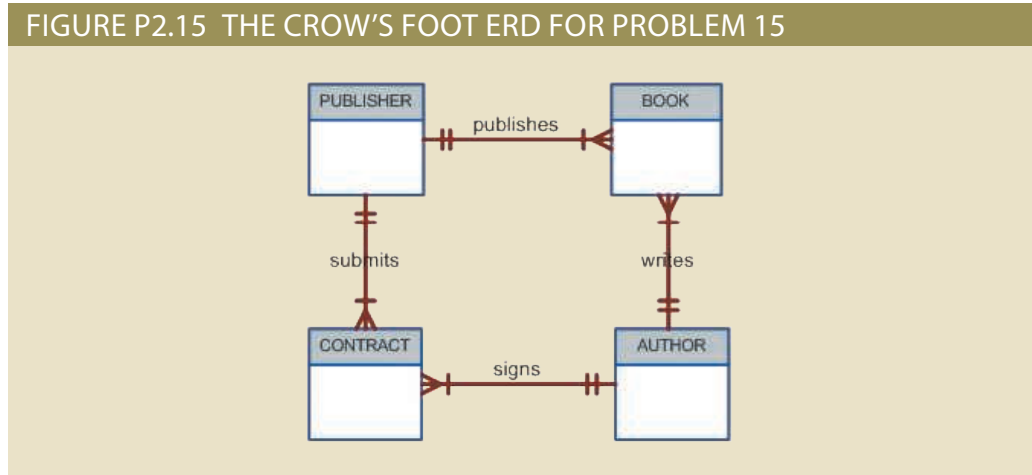 FIGURE P2.15 THE CROW'S FOOT ERD FOR PROBLEM 15
PUBLISHER
publishes
BOOK
submits
writes
CONTRACT
signs
AUTHOR